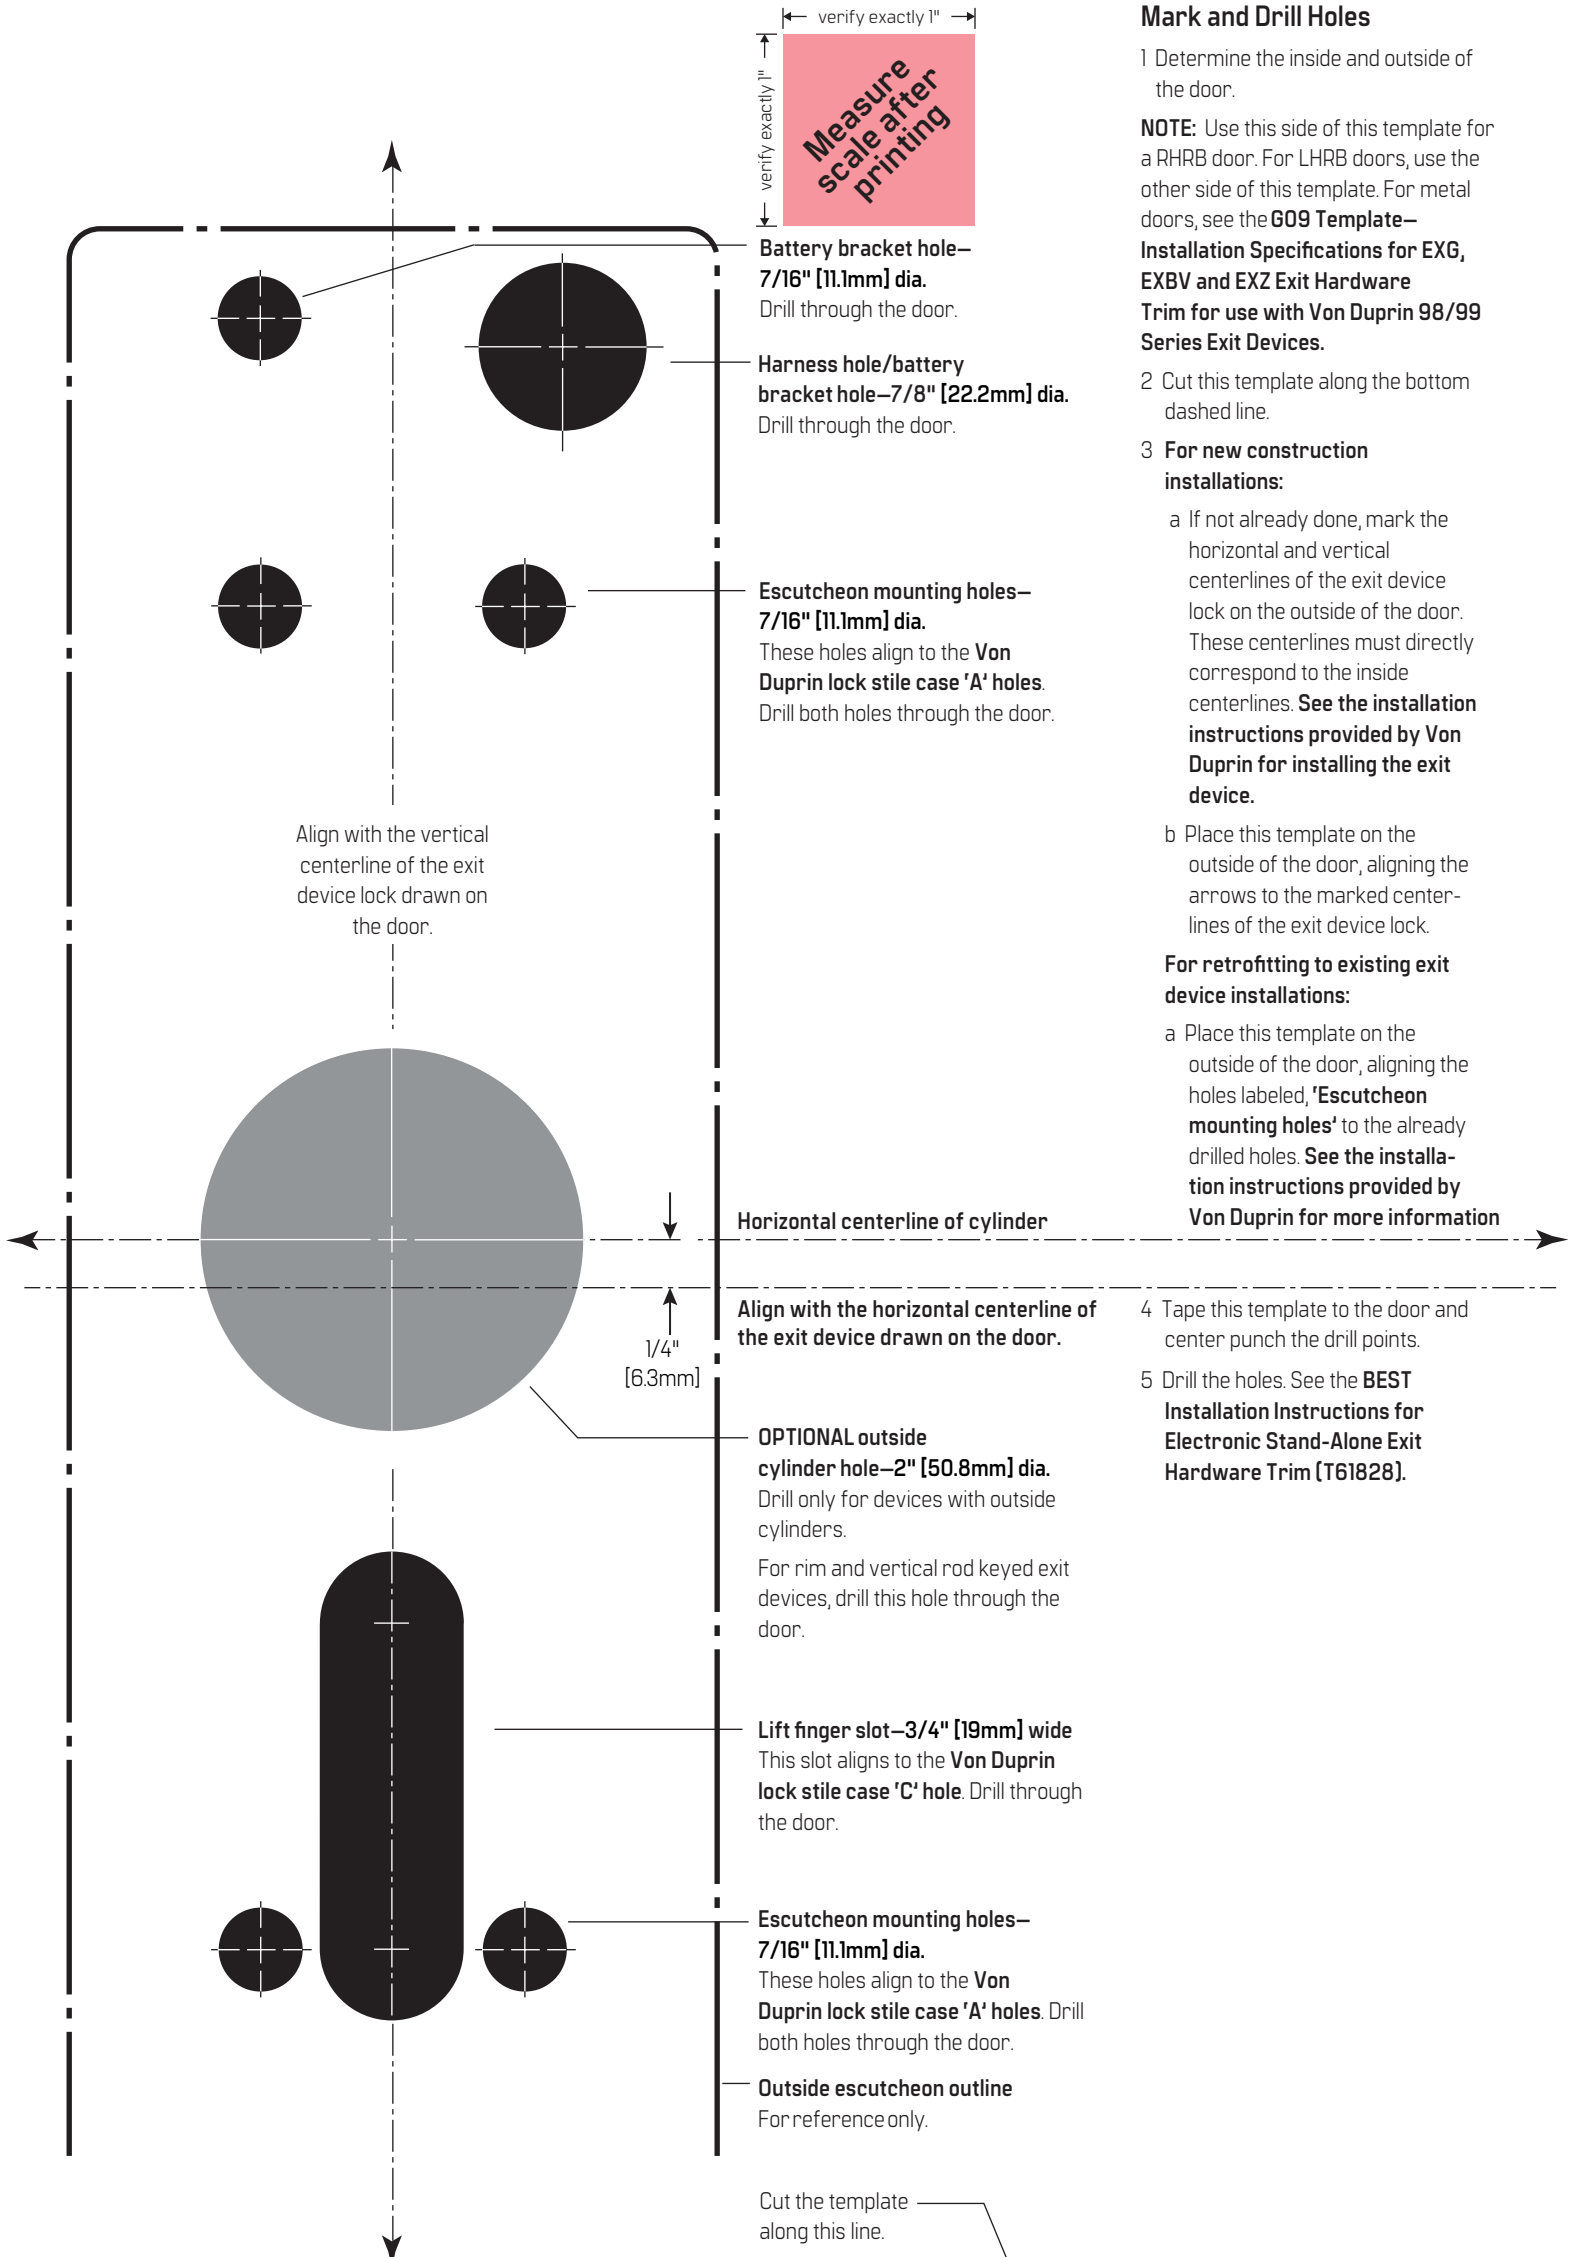 verify exactly 1"
verify exactly 1"
Measure
scale after
printing
Battery bracket hole—
7/16" [11.1mm] dia.
Drill through the door.
Harness hole/battery
bracket hole—7/8" [22.2mm] dia.
Drill through the door.
Escutcheon mounting holes—
7/16" [11.1mm] dia.
These holes align to the Von
Duprin lock stile case 'A' holes.
Drill both holes through the door.
Align with the vertical
centerline of the exit
device lock drawn on
the door.
Horizontal centerline of cylinder
Align with the horizontal centerline of
the exit device drawn on the door.
1/4"
[6.3mm]
OPTIONAL outside
cylinder hole—2" [50.8mm] dia.
Drill only for devices with outside
cylinders.
For rim and vertical rod keyed exit
devices, drill this hole through the
door.
Lift finger slot—3/4" [19mm] wide
This slot aligns to the Von Duprin
lock stile case 'C' hole. Drill through
the door.
Escutcheon mounting holes—
7/16" [11.1mm] dia.
These holes align to the Von
Duprin lock stile case 'A' holes. Drill
both holes through the door.
Outside escutcheon outline
For reference only.
Cut the template
along this line.
Mark and Drill Holes
1 Determine the inside and outside of
the door.
NOTE: Use this side of this template for
a RHRB door. For LHRB doors, use the
other side of this template. For metal
doors, see the G09 Template—
Installation Specifications for EXG,
EXBV and EXZ Exit Hardware
Trim for use with Von Duprin 98/99
Series Exit Devices.
2 Cut this template along the bottom
dashed line.
3 For new construction
installations:
a If not already done, mark the
horizontal and vertical
centerlines of the exit device
lock on the outside of the door.
These centerlines must directly
correspond to the inside
centerlines. See the installation
instructions provided by Von
Duprin for installing the exit
device.
b Place this template on the
outside of the door, aligning the
arrows to the marked center-
lines of the exit device lock.
For retrofitting to existing exit
device installations:
a Place this template on the
outside of the door, aligning the
holes labeled, 'Escutcheon
mounting holes' to the already
drilled holes. See the installa-
tion instructions provided by
Von Duprin for more information
4 Tape this template to the door and
center punch the drill points.
5 Drill the holes. See the BEST
Installation Instructions for
Electronic Stand-Alone Exit
Hardware Trim (T61828).